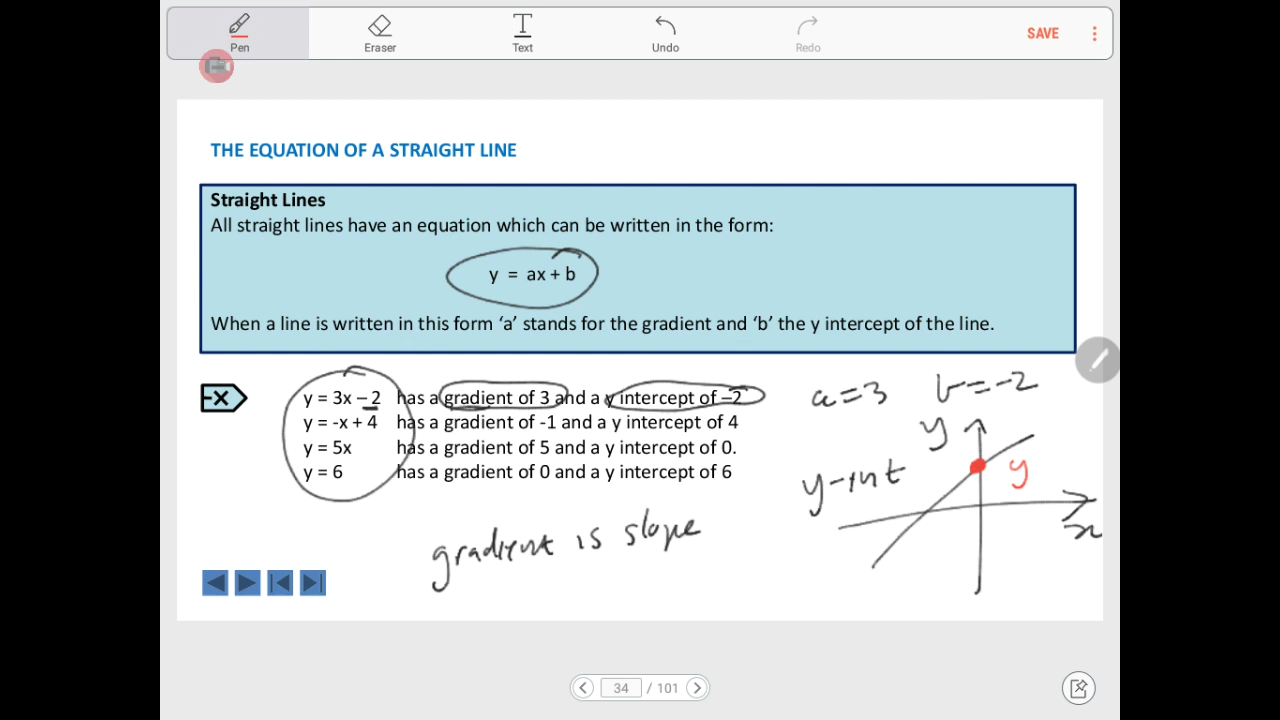 Pen
Eraser
Text
Undo
Redo
SAVE
THE EQUATION OF A STRAIGHT LINE
Straight Lines
All straight lines have an equation which can be written in the form:
y = ax + b
When a line is written in this form ‘a’ stands for the gradient and ‘b’ the y intercept of the line.
-X
y = 3x – 2 has a gradient of 3 and a y intercept of –2
y = -x + 4 has a gradient of -1 and a y intercept of 4
y = 5x has a gradient of 5 and a y intercept of 0.
y = 6 has a gradient of 0 and a y intercept of 6
a=3 b=-2
y
y-int y
x
gradient is slope
34 / 101